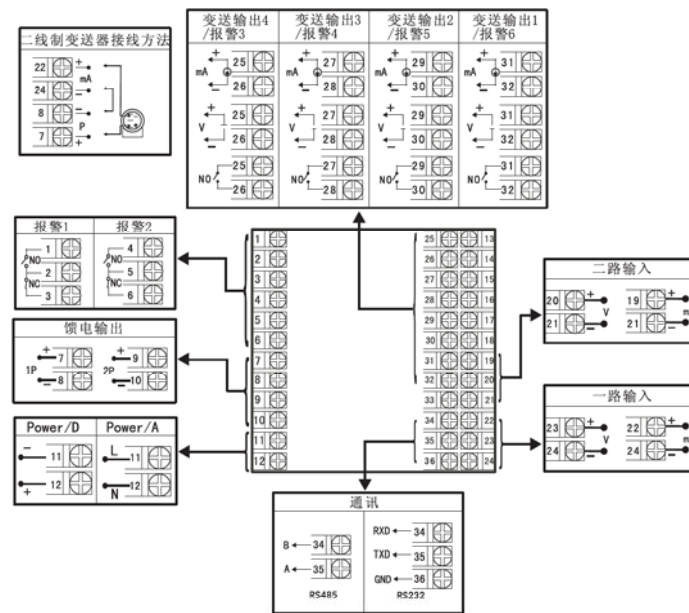 二线制变送器接线方法
22 +
mA
24 −
8 −
P
7 +
变送输出4/报警3
变送输出3/报警4
变送输出2/报警5
变送输出1/报警6
+ 25
mA
− 26
+ 27
mA
− 28
+ 29
mA
− 30
+ 31
mA
− 32
+ 25
V
− 26
+ 27
V
− 28
+ 29
V
− 30
+ 31
V
− 32
25
NO
26
27
NO
28
29
NO
30
31
NO
32
报警1 报警2
1
NO
2
NC
3
4
NO
5
NC
6
馈电输出
+ 7
1P
− 8
+ 9
2P
− 10
Power/D Power/A
− 11
+ 12
L 11
N 12
1
2
3
4
5
6
7
8
9
10
11
12
25 13
26 14
27 15
28 16
29 17
30 18
31 19
32 20
33 21
34 22
35 23
36 24
二路输入
20 +
V
21 −
19 +
m
21 −
一路输入
23 +
V
24 −
22 +
m
24 −
通讯
B 34
A 35
RS485
RXD 34
TXD 35
GND 36
RS232